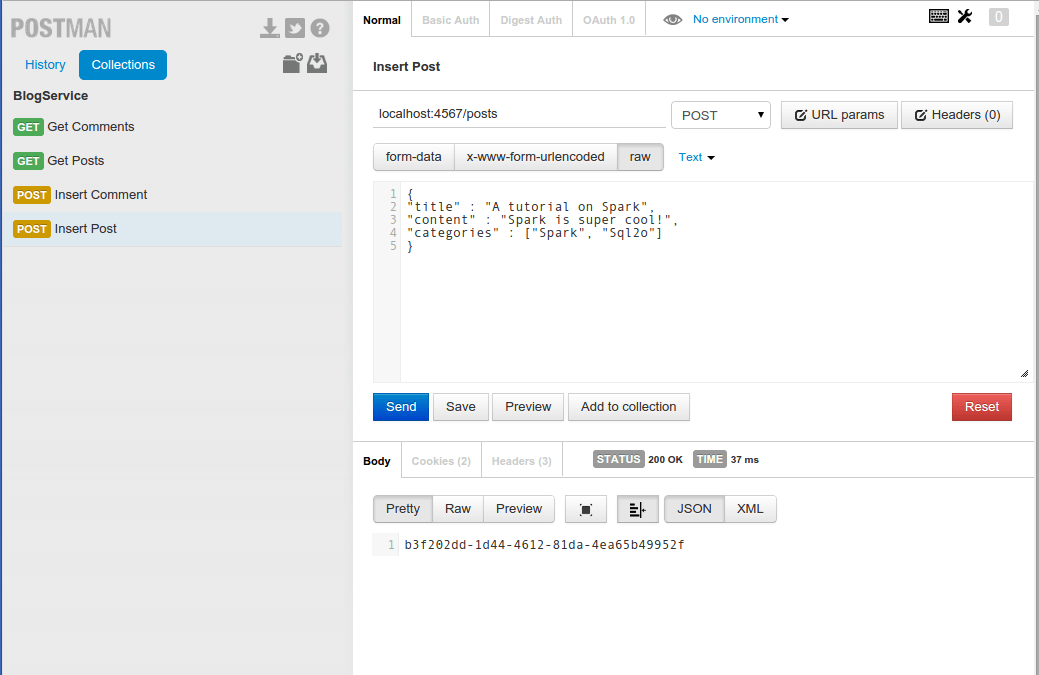 POSTMAN
History Collections
BlogService
GET Get Comments
GET Get Posts
POST Insert Comment
POST Insert Post
Normal Basic Auth Digest Auth OAuth 1.0 No environment 0
Insert Post
localhost:4567/posts POST URL params Headers (0)
form-data x-www-form-urlencoded raw Text
1 {
2 "title" : "A tutorial on Spark",
3 "content" : "Spark is super cool!",
4 "categories" : ["Spark", "Sql2o"]
5 }
Send Save Preview Add to collection Reset
Body Cookies (2) Headers (3) STATUS 200 OK TIME 37 ms
Pretty Raw Preview JSON XML
1 b3f202dd-1d44-4612-81da-4ea65b49952f